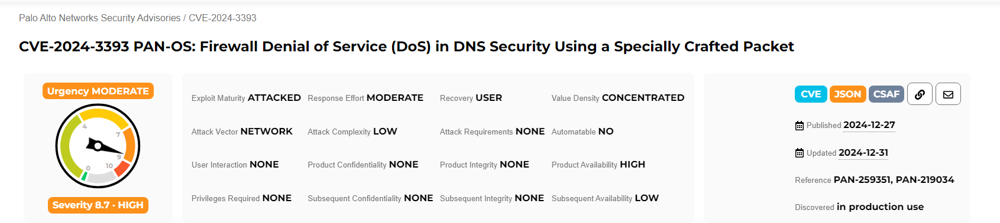 Palo Alto Networks Security Advisories / CVE-2024-3393
CVE-2024-3393 PAN-OS: Firewall Denial of Service (DoS) in DNS Security Using a Specially Crafted Packet
Urgency MODERATE
4
7
9
10
0
Severity 8.7 · HIGH
Exploit Maturity ATTACKED Response Effort MODERATE Recovery USER Value Density CONCENTRATED
Attack Vector NETWORK Attack Complexity LOW Attack Requirements NONE Automatable NO
User Interaction NONE Product Confidentiality NONE Product Integrity NONE Product Availability HIGH
Privileges Required NONE Subsequent Confidentiality NONE Subsequent Integrity NONE Subsequent Availability LOW
CVE JSON CSAF
Published 2024-12-27
Updated 2024-12-31
Reference PAN-259351, PAN-219034
Discovered in production use